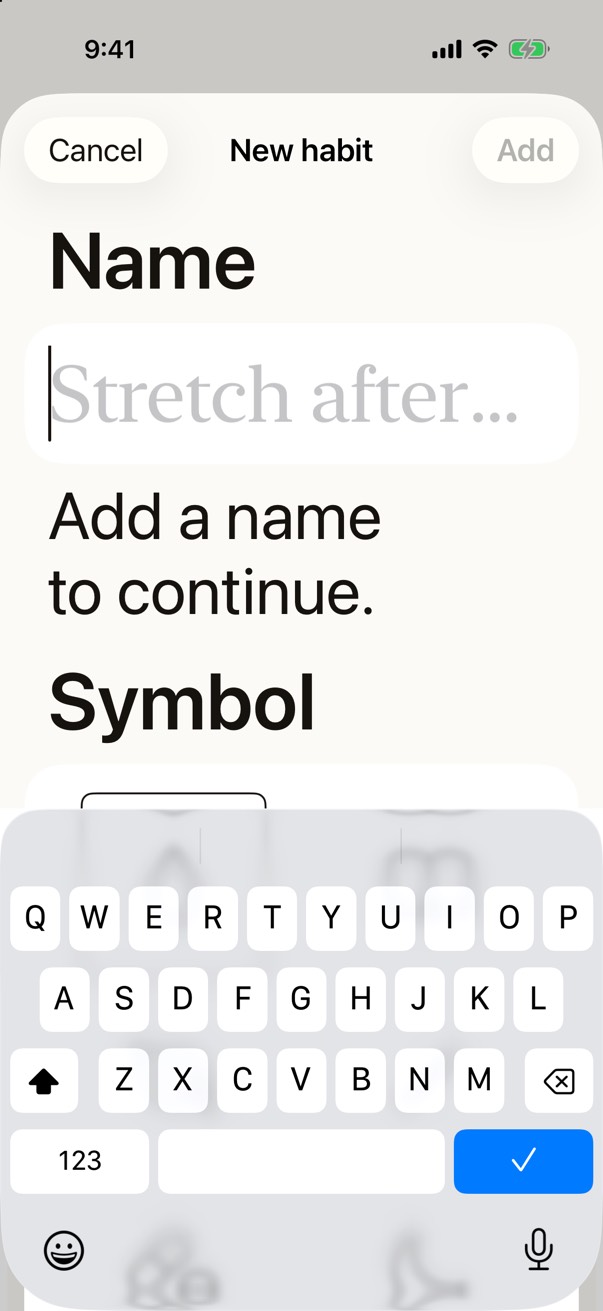 9:41
Cancel New habit Add
Name
Stretch after...
Add a name
to continue.
Symbol
Q W E R T Y U I O P
A S D F G H J K L
Z X C V B N M
123